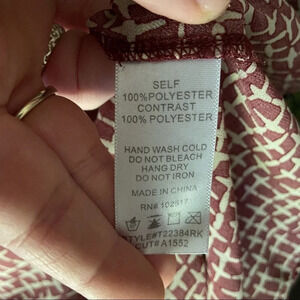 SELF
100%POLYESTER
CONTRAST
100% POLYESTER
HAND WASH COLD
DO NOT BLEACH
HANG DRY
DO NOT IRON
MADE IN CHINA
RN# 102517
STYLE#T22384RK
CUT# A1552